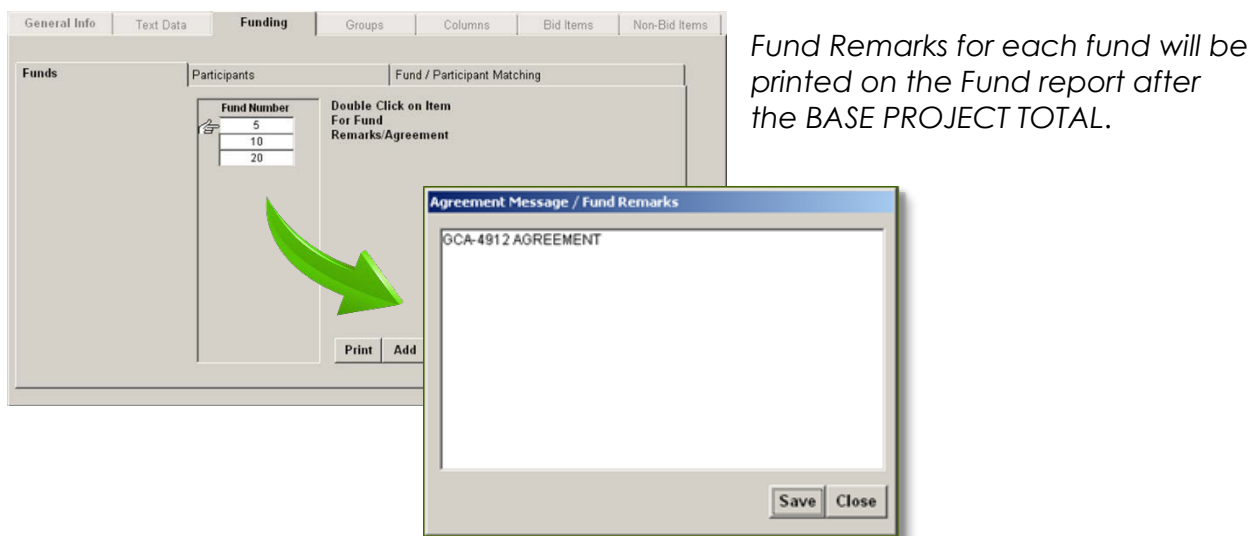 General Info Text Data Funding Groups Columns Bid Items Non-Bid Items
Fund Remarks for each fund will be
printed on the Fund report after
the BASE PROJECT TOTAL.
Funds Participants Fund / Participant Matching
Fund Number
5
10
20
Double Click on Item
For Fund
Remarks/Agreement
Print Add
Agreement Message / Fund Remarks
GCA-4912 AGREEMENT
Save Close